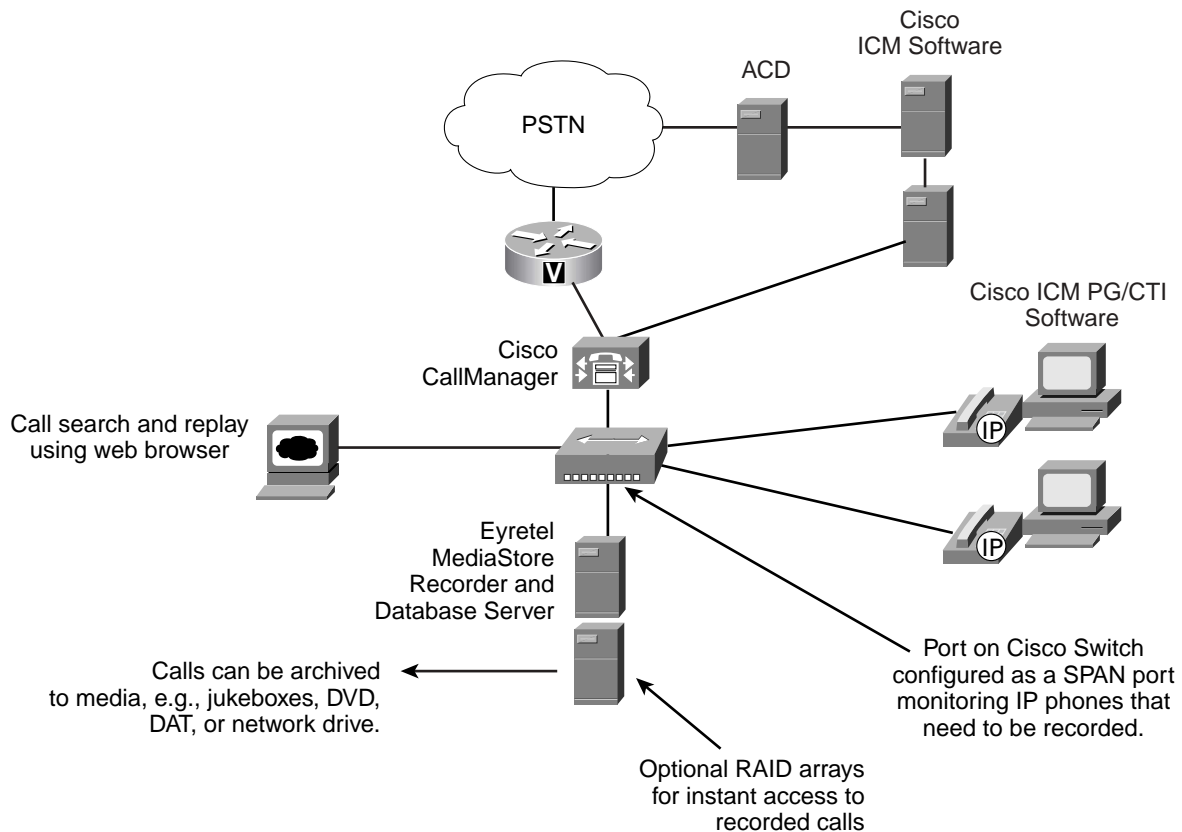 Cisco
ICM Software
ACD
PSTN
V
Cisco ICM PG/CTI
Software
Cisco
CallManager
IP
Call search and replay
using web browser
IP
Eyretel
MediaStore
Recorder and
Database Server
Port on Cisco Switch
configured as a SPAN port
monitoring IP phones that
need to be recorded.
Calls can be archived
to media, e.g., jukeboxes, DVD,
DAT, or network drive.
Optional RAID arrays
for instant access to
recorded calls